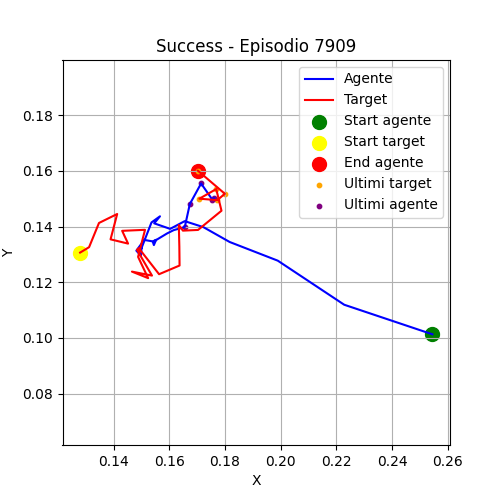 Success - Episodio 7909
Agente
Target
Start agente
Start target
End agente
Ultimi target
Ultimi agente
0.18
0.16
0.14
0.12
0.10
0.08
Y
0.14
0.16
0.18
0.20
0.22
0.24
0.26
X